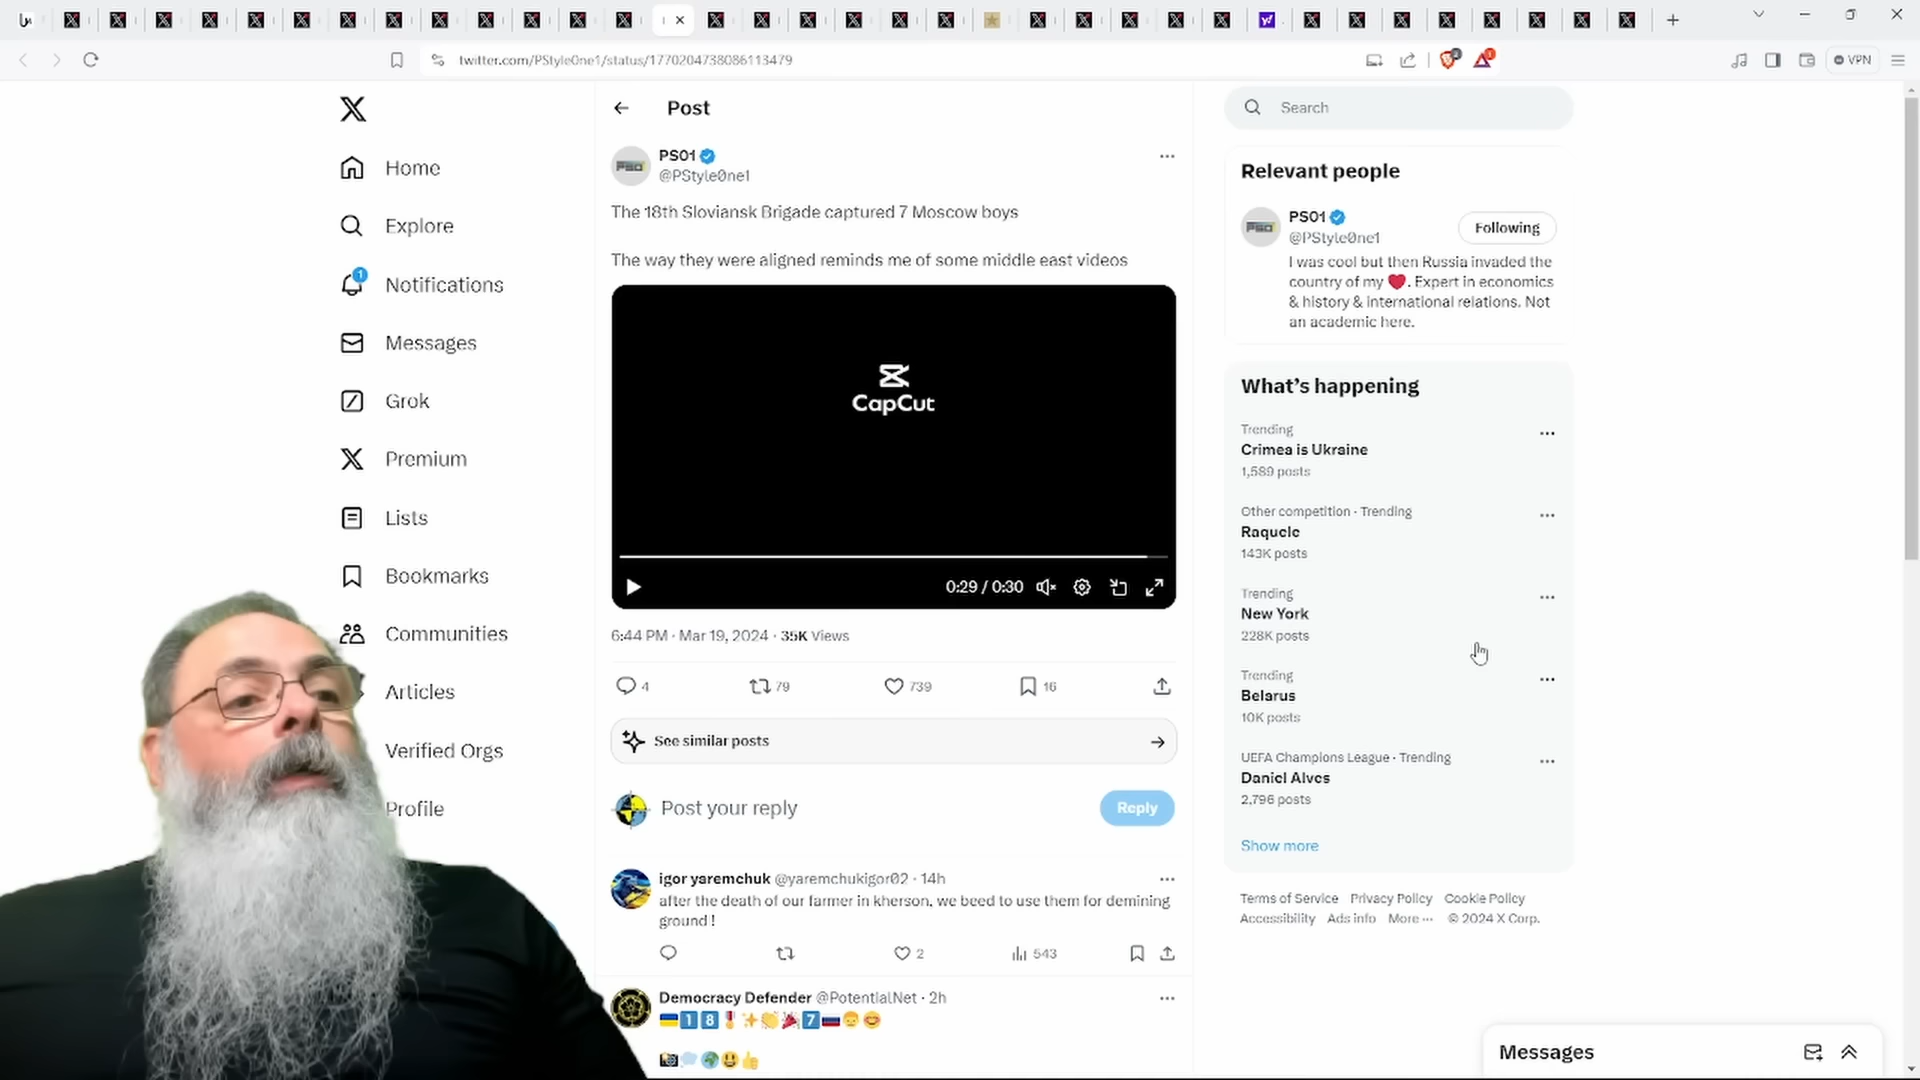 twitter.com/PStyle0ne1/status/1770204738086113479
VPN
Home
Explore
1
Notifications
Messages
Grok
Premium
Lists
Bookmarks
Communities
Articles
Verified Orgs
Profile
Post
PS01
@PStyle0ne1
The 18th Sloviansk Brigade captured 7 Moscow boys
The way they were aligned reminds me of some middle east videos
CapCut
0:29 / 0:30
6:44 PM · Mar 19, 2024 · 35K Views
4 79 739 16
See similar posts
Post your reply
Reply
igor yaremchuk @yaremchukigor02 · 14h
after the death of our farmer in kherson, we beed to use them for demining
ground !
2 543
Democracy Defender @PotentialNet · 2h
🇺🇦1️⃣8️⃣🎖️✨👏🎉7️⃣🇷🇺😞😊
📸💭🌍😃👍
Search
Relevant people
PS01
Following
@PStyle0ne1
I was cool but then Russia invaded the
country of my ❤️. Expert in economics
& history & international relations. Not
an academic here.
What's happening
Trending
Crimea is Ukraine
1,589 posts
Other competition · Trending
Raquele
143K posts
Trending
New York
228K posts
Trending
Belarus
10K posts
UEFA Champions League · Trending
Daniel Alves
2,796 posts
Show more
Terms of Service Privacy Policy Cookie Policy
Accessibility Ads info More ··· © 2024 X Corp.
Messages